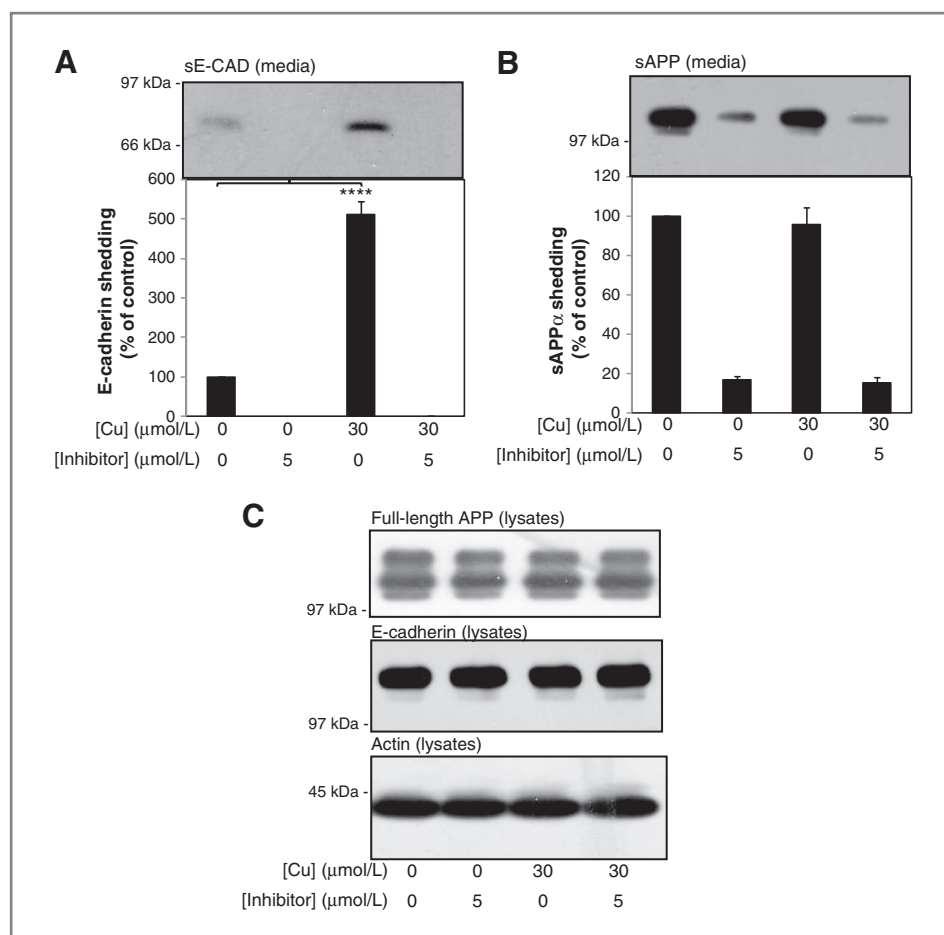 A
sE-CAD (media)
97 kDa -
66 kDa -
600
500
400
300
200
100
0
E-cadherin shedding
(% of control)
****
[Cu] (μmol/L) 0 0 30 30
[Inhibitor] (μmol/L) 0 5 0 5
B
sAPP (media)
97 kDa -
120
100
80
60
40
20
0
sAPPα shedding
(% of control)
[Cu] (μmol/L) 0 0 30 30
[Inhibitor] (μmol/L) 0 5 0 5
C
Full-length APP (lysates)
97 kDa -
E-cadherin (lysates)
97 kDa -
Actin (lysates)
45 kDa -
[Cu] (μmol/L) 0 0 30 30
[Inhibitor] (μmol/L) 0 5 0 5